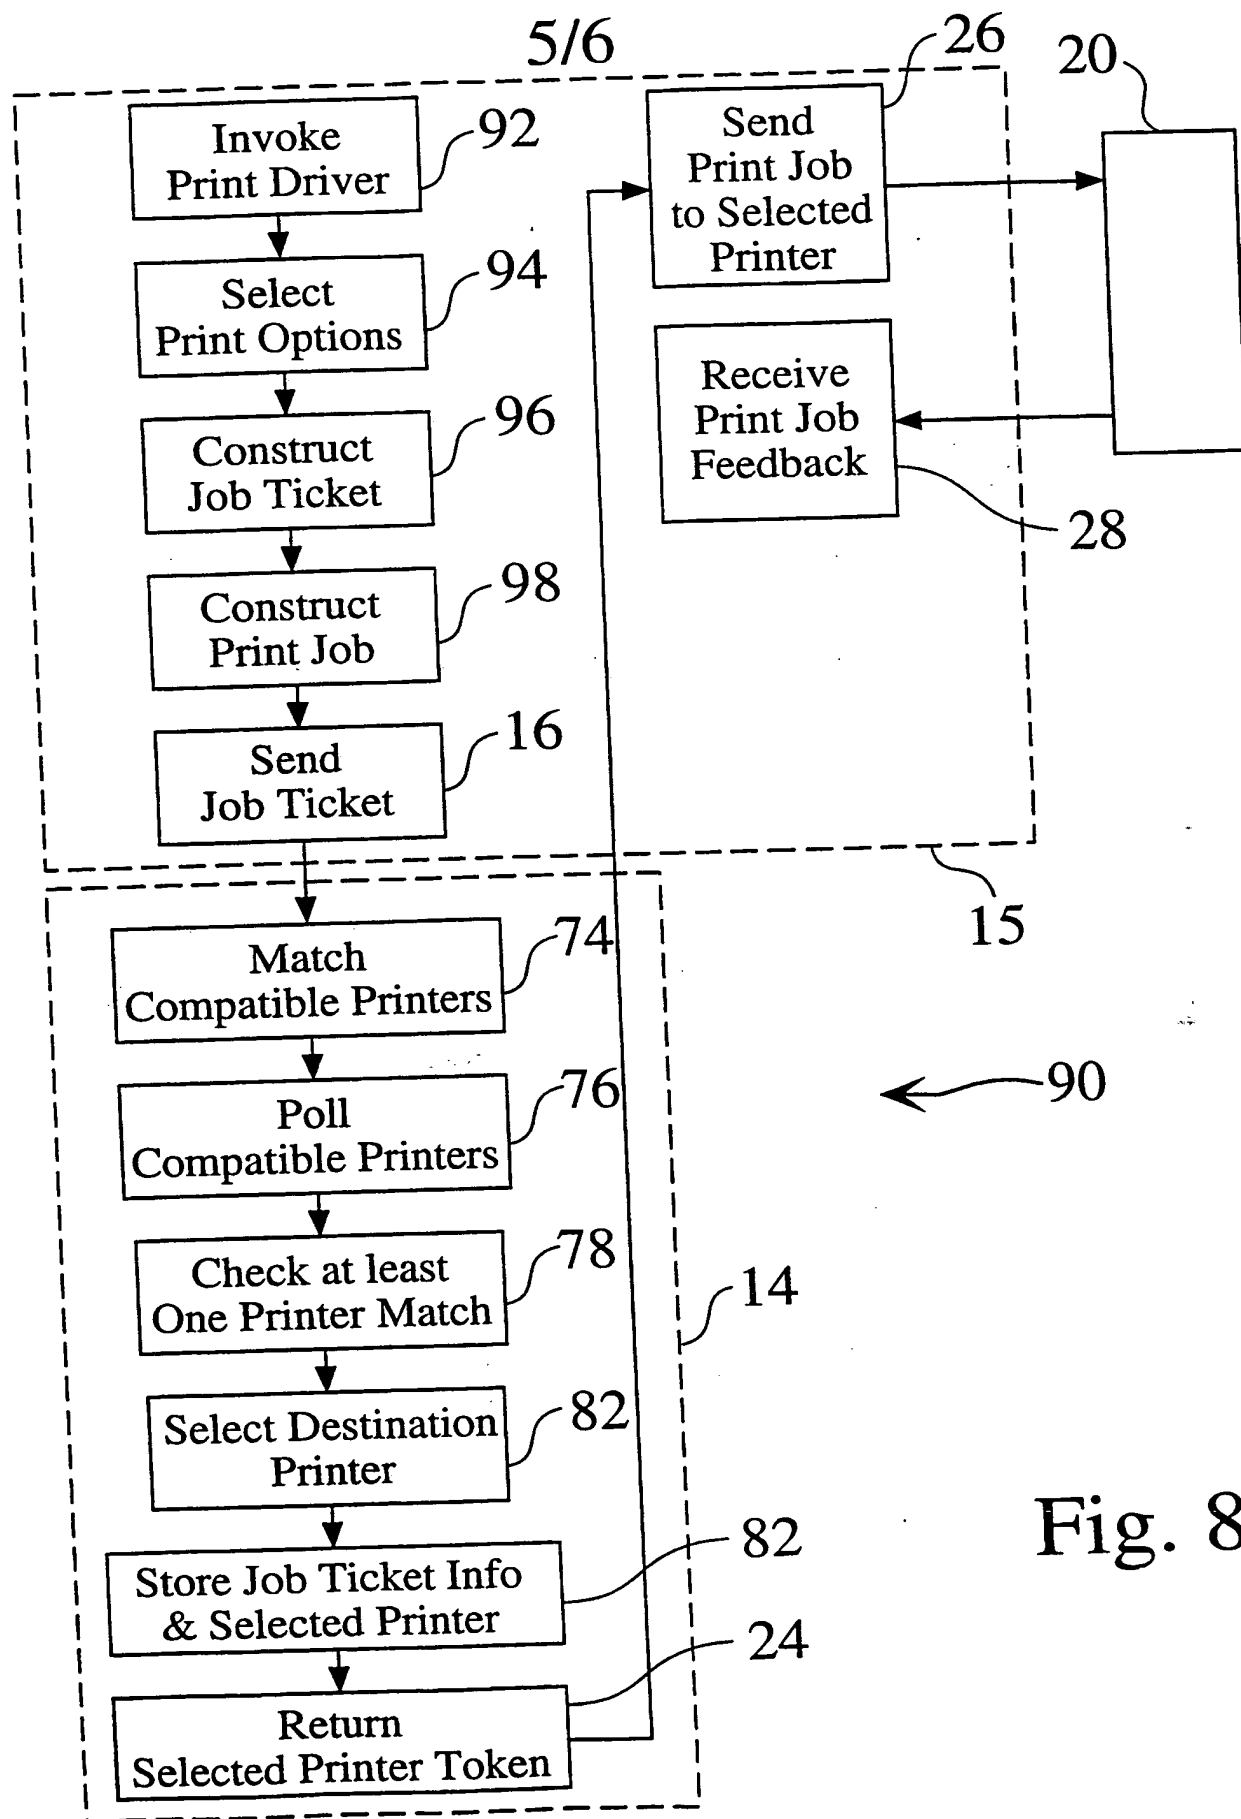 5/6
Invoke
Print Driver
92
Select
Print Options
94
Construct
Job Ticket
96
Construct
Print Job
98
Send
Job Ticket
16
Send
Print Job
to Selected
Printer
26
20
Receive
Print Job
Feedback
28
15
Match
Compatible Printers
74
Poll
Compatible Printers
76
Check at least
One Printer Match
78
Select Destination
Printer
82
Store Job Ticket Info
& Selected Printer
82
Return
Selected Printer Token
24
14
90
Fig. 8